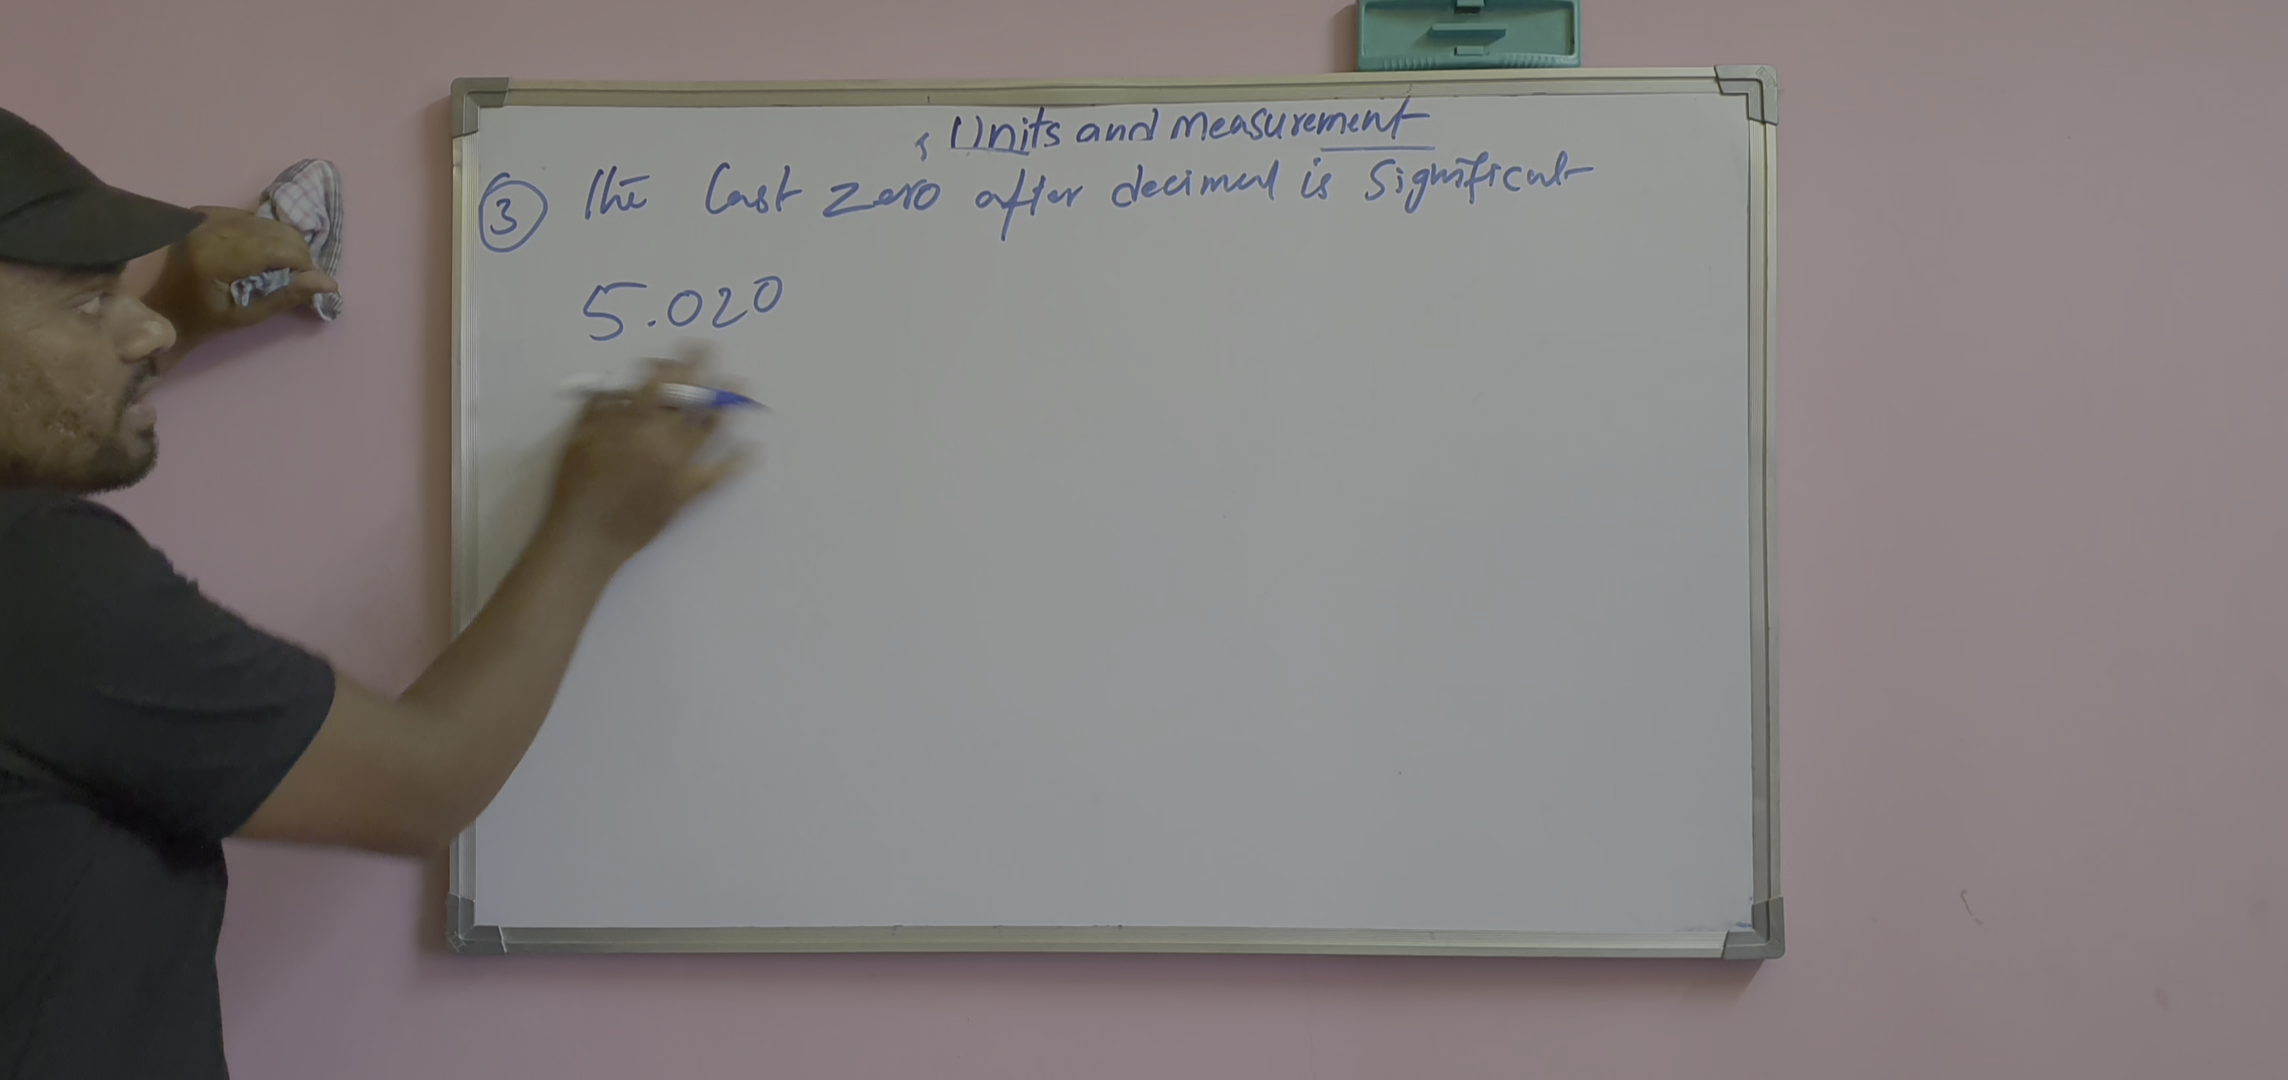 Units and measurement
③ The last zero after decimal is significant
5.020